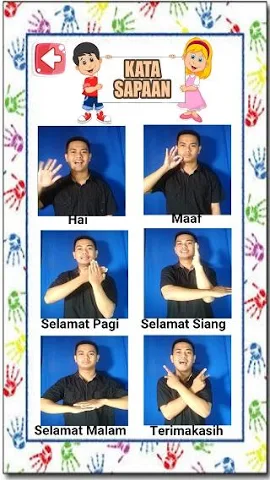 KATA
SAPAAN
Hai
Maaf
Selamat Pagi
Selamat Siang
Selamat Malam
Terimakasih